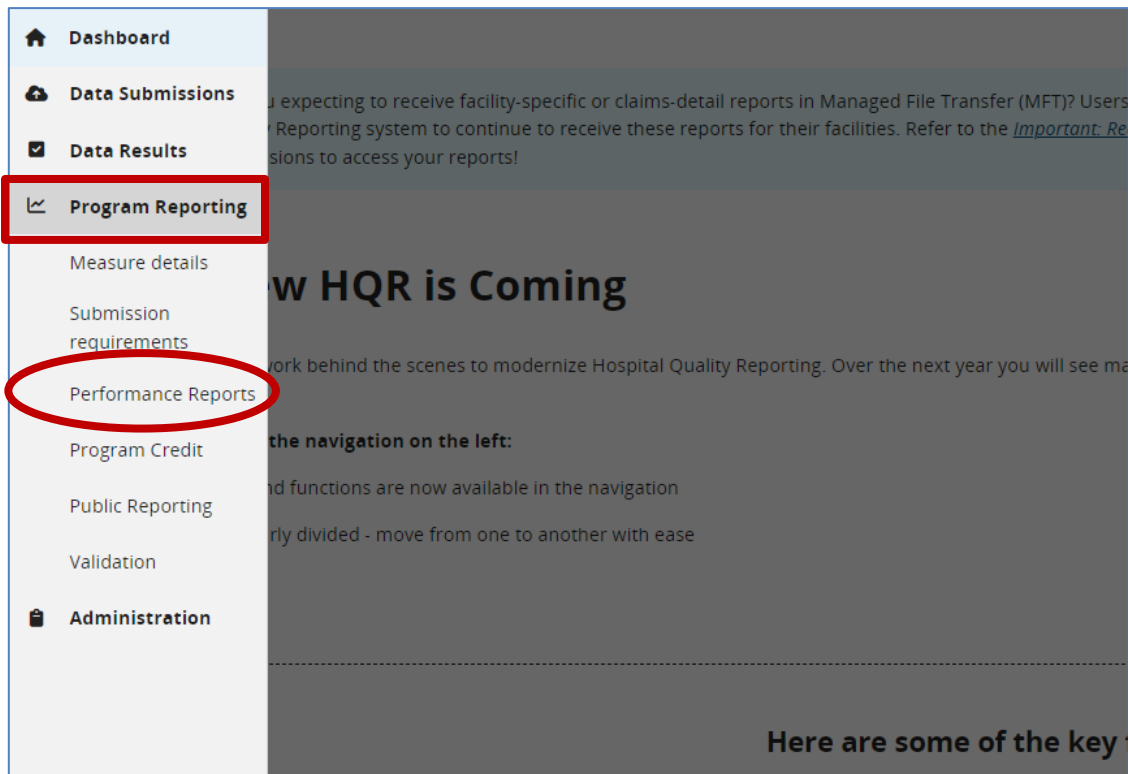 Dashboard
Data Submissions
Data Results
Program Reporting
Measure details
Submission
requirements
Performance Reports
Program Credit
Public Reporting
Validation
Administration
expecting to receive facility-specific or claims-detail reports in Managed File Transfer (MFT)? Users
Reporting system to continue to receive these reports for their facilities. Refer to the Important: Re
sions to access your reports!
w HQR is Coming
ork behind the scenes to modernize Hospital Quality Reporting. Over the next year you will see ma
the navigation on the left:
nd functions are now available in the navigation
rly divided - move from one to another with ease
Here are some of the key